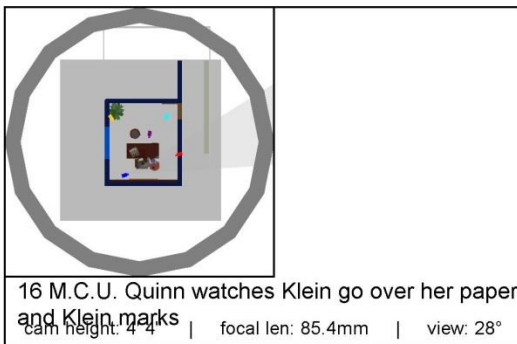 16 M.C.U. Quinn watches Klein go over her paper
and Klein marks
cam height: 4'4" | focal len: 85.4mm | view: 28°